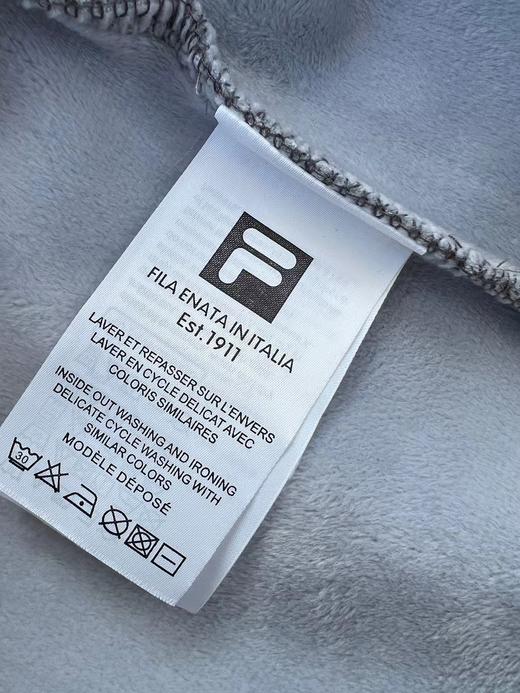 F
FILA ENATA IN ITALIA
Est. 1911
LAVER ET REPASSER SUR L'ENVERS
LAVER EN CYCLE DELICAT AVEC
COLORIS SIMILAIRES
INSIDE OUT WASHING AND IRONING
DELICATE CYCLE WASHING WITH
SIMILAR COLORS
MODÈLE DÉPOSÉ
30